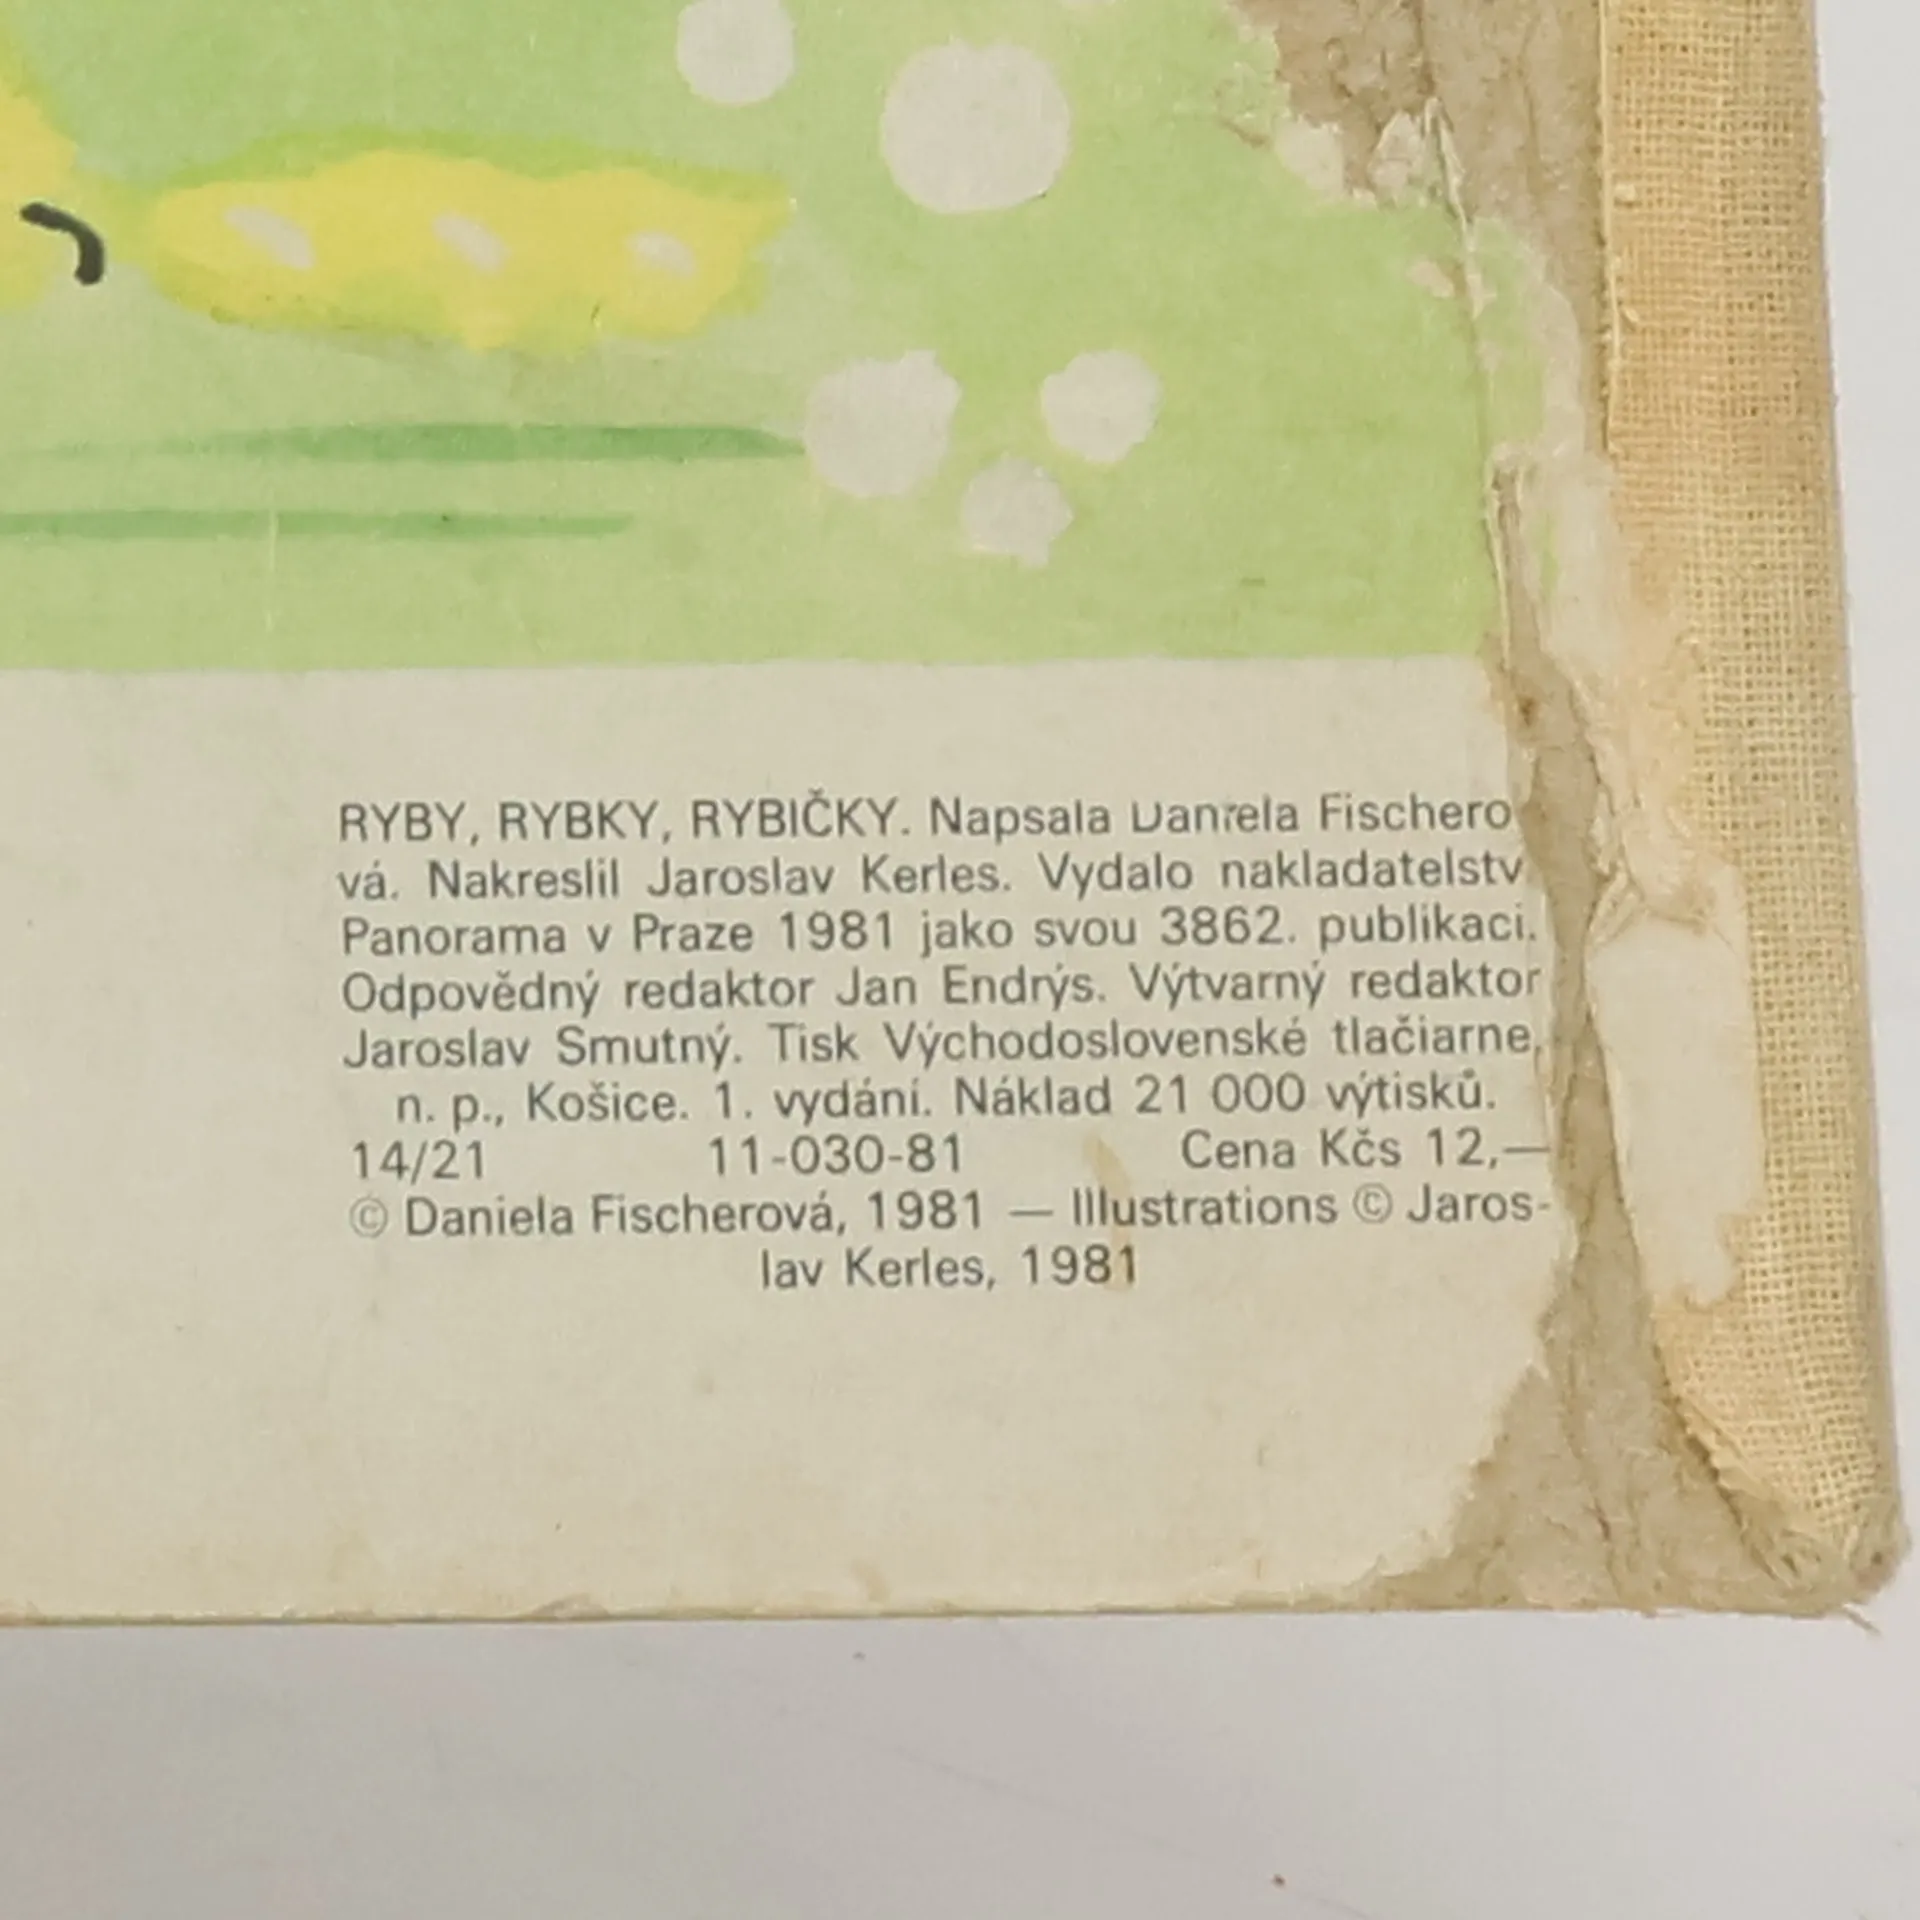 RYBY, RYBKY, RYBIČKY. Napsala Daniela Fischero
vá. Nakreslil Jaroslav Kerles. Vydalo nakladatelstv
Panorama v Praze 1981 jako svou 3862. publikaci.
Odpovědný redaktor Jan Endrýs. Výtvarný redaktor
Jaroslav Smutný. Tisk Východoslovenské tlačiarne,
n. p., Košice. 1. vydání. Náklad 21 000 výtisků.
14/21 11-030-81 Cena Kčs 12,—
© Daniela Fischerová, 1981 — Illustrations © Jaros-
lav Kerles, 1981